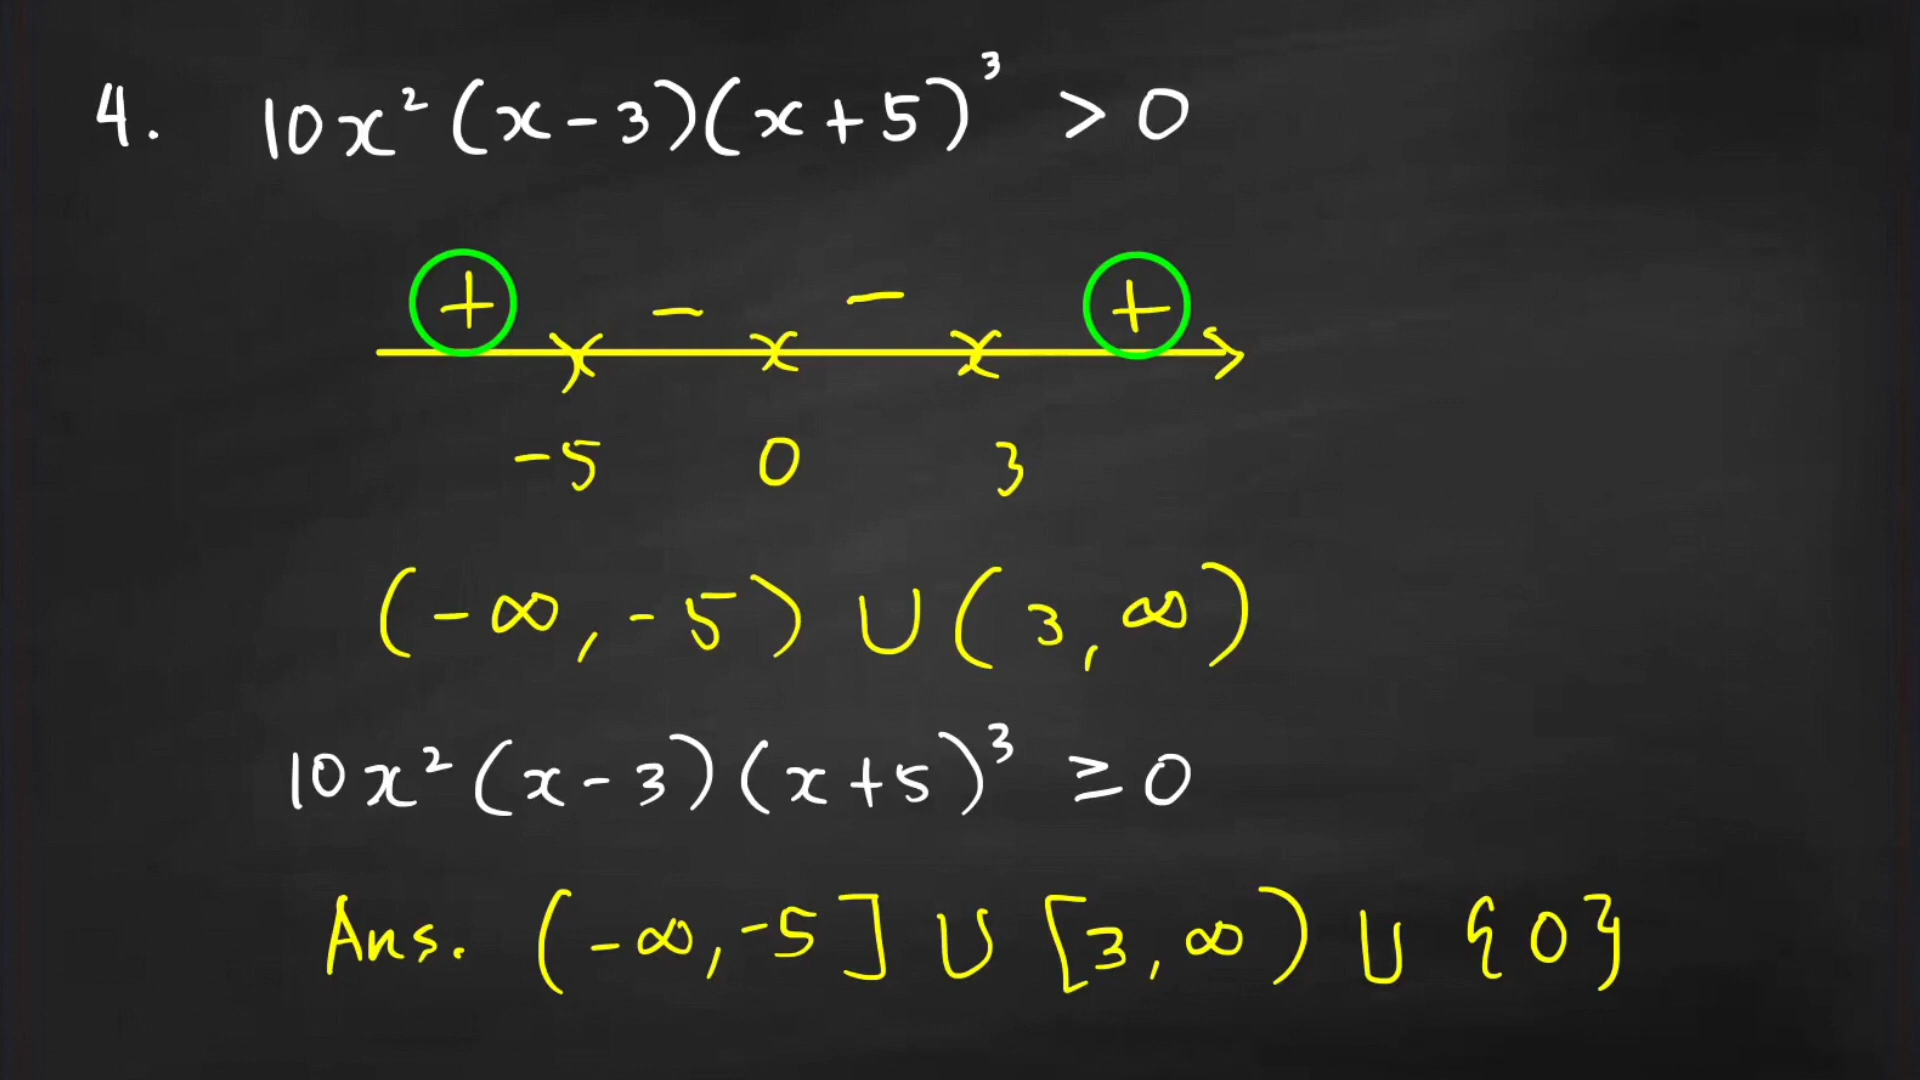 4. 10x²(x-3)(x+5)³ > 0
+ - - +
-5 0 3
(-∞, -5) ∪ (3, ∞)
10x²(x-3)(x+5)³ ≥ 0
Ans. (-∞, -5] ∪ [3, ∞) ∪ {0}